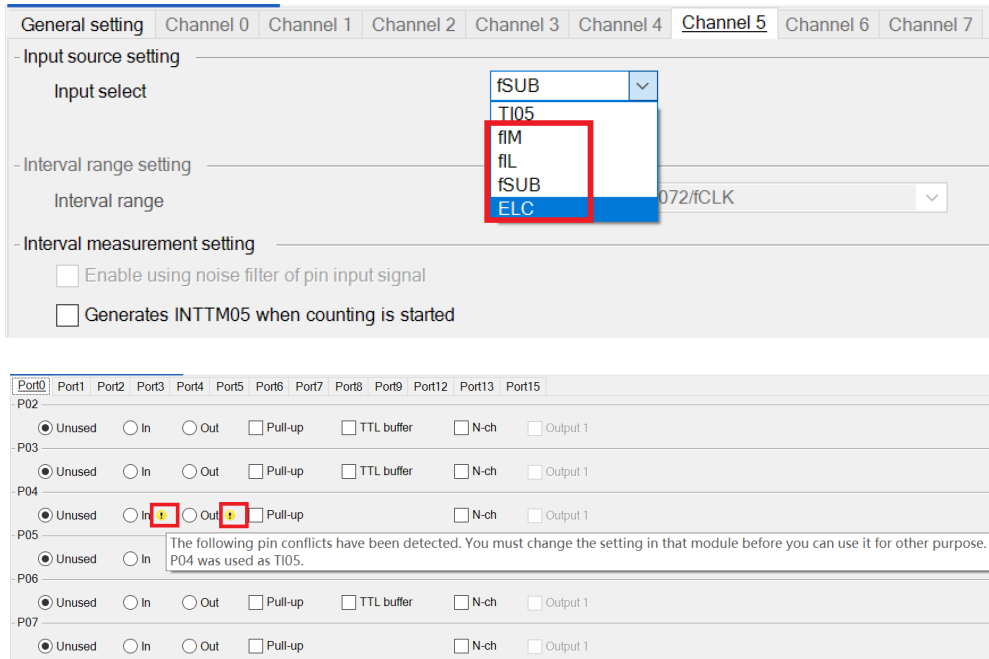 General setting Channel 0 Channel 1 Channel 2 Channel 3 Channel 4 Channel 5 Channel 6 Channel 7
Input source setting
Input select fSUB
TI05
fIM
fIL
fSUB
ELC
Interval range setting
Interval range 072/fCLK
Interval measurement setting
Enable using noise filter of pin input signal
Generates INTTM05 when counting is started
Port0 Port1 Port2 Port3 Port4 Port5 Port6 Port7 Port8 Port9 Port12 Port13 Port15
P02
Unused In Out Pull-up TTL buffer N-ch Output 1
P03
Unused In Out Pull-up TTL buffer N-ch Output 1
P04
Unused In Out Pull-up N-ch Output 1
P05
The following pin conflicts have been detected. You must change the setting in that module before you can use it for other purpose.
Unused In P04 was used as TI05.
P06
Unused In Out Pull-up TTL buffer N-ch Output 1
P07
Unused In Out Pull-up N-ch Output 1